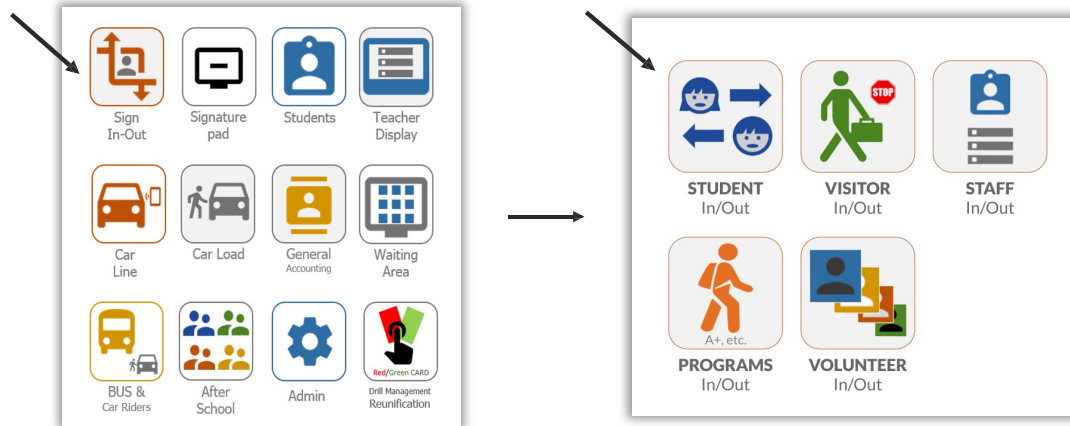 Sign
In-Out
Signature
pad
Students
Teacher
Display
Car
Line
Car Load
General
Accounting
Waiting
Area
BUS &
Car Riders
After
School
Admin
Red/Green CARD
Drill Management
Reunification
STOP
STUDENT
In/Out
VISITOR
In/Out
STAFF
In/Out
A+, etc.
PROGRAMS
In/Out
VOLUNTEER
In/Out